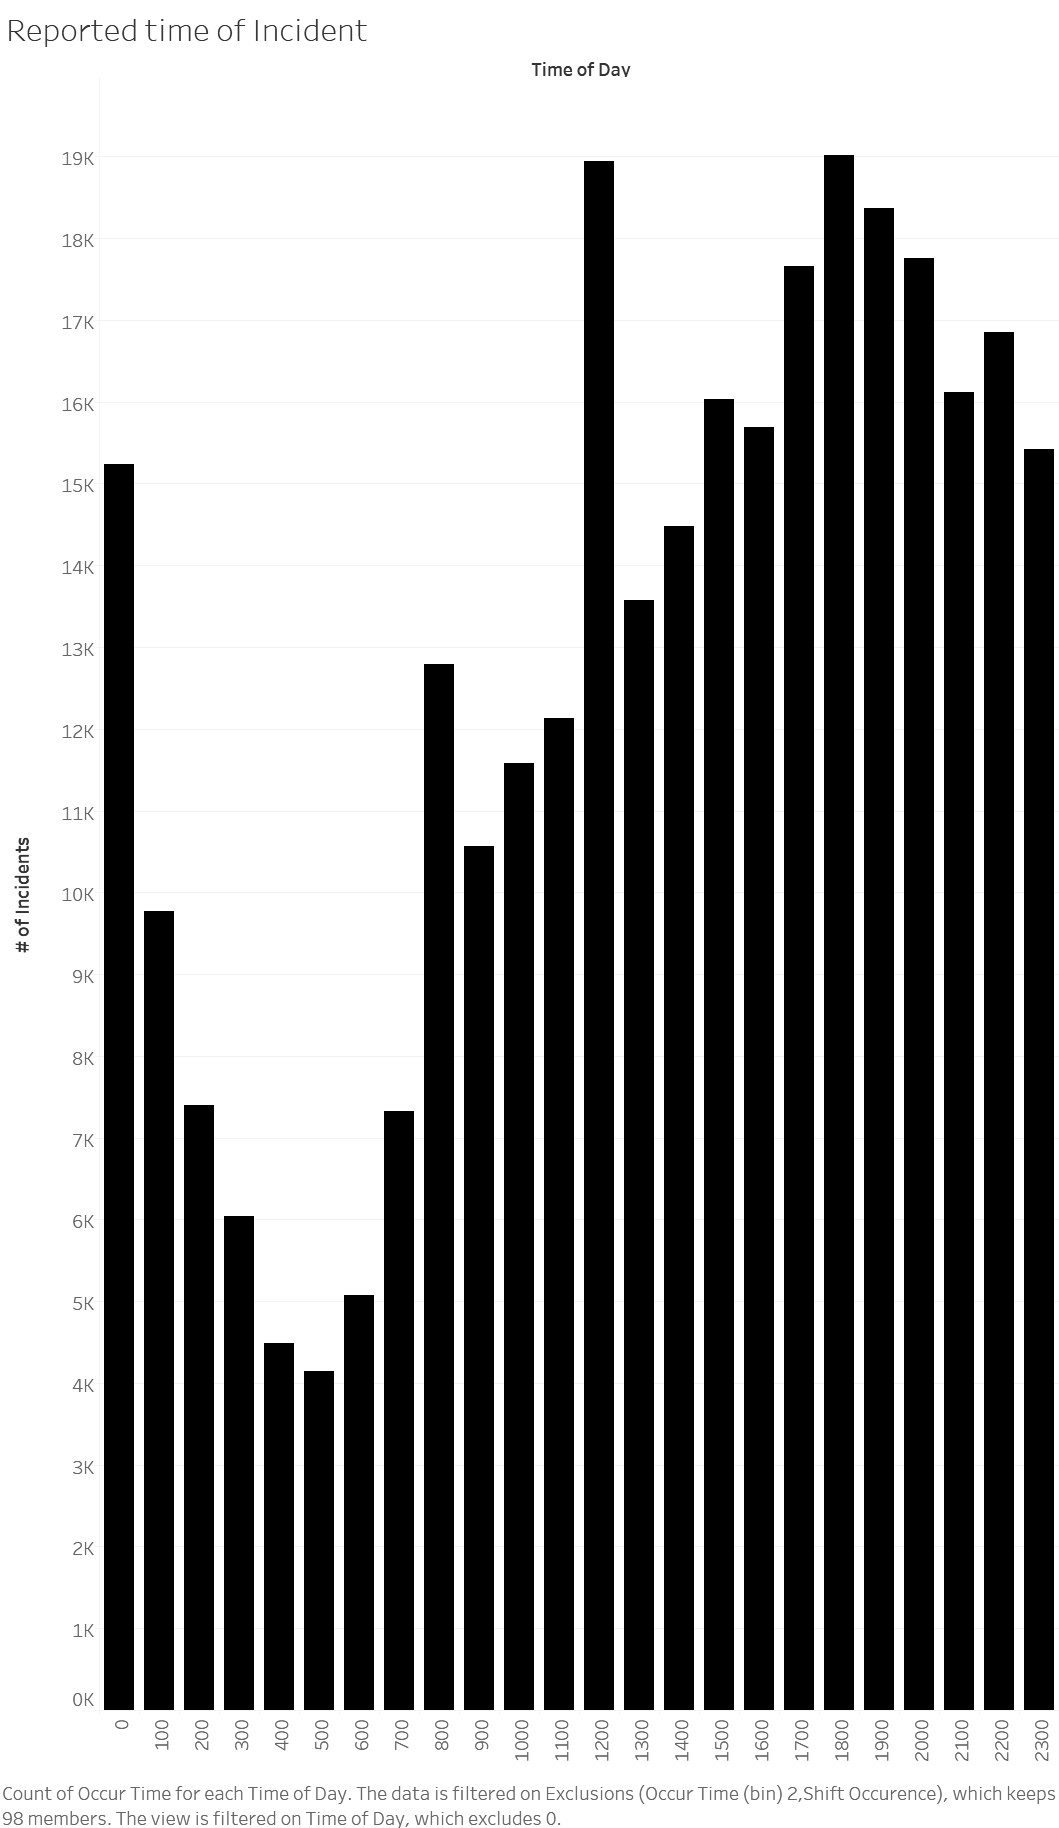 Reported time of Incident
Time of Day
19K
18K
17K
16K
15K
14K
13K
12K
11K
10K
9K
8K
7K
6K
5K
4K
3K
2K
1K
0K
# of Incidents
0
100
200
300
400
500
600
700
800
900
1000
1100
1200
1300
1400
1500
1600
1700
1800
1900
2000
2100
2200
2300
Count of Occur Time for each Time of Day. The data is filtered on Exclusions (Occur Time (bin) 2,Shift Occurence), which keeps
98 members. The view is filtered on Time of Day, which excludes 0.